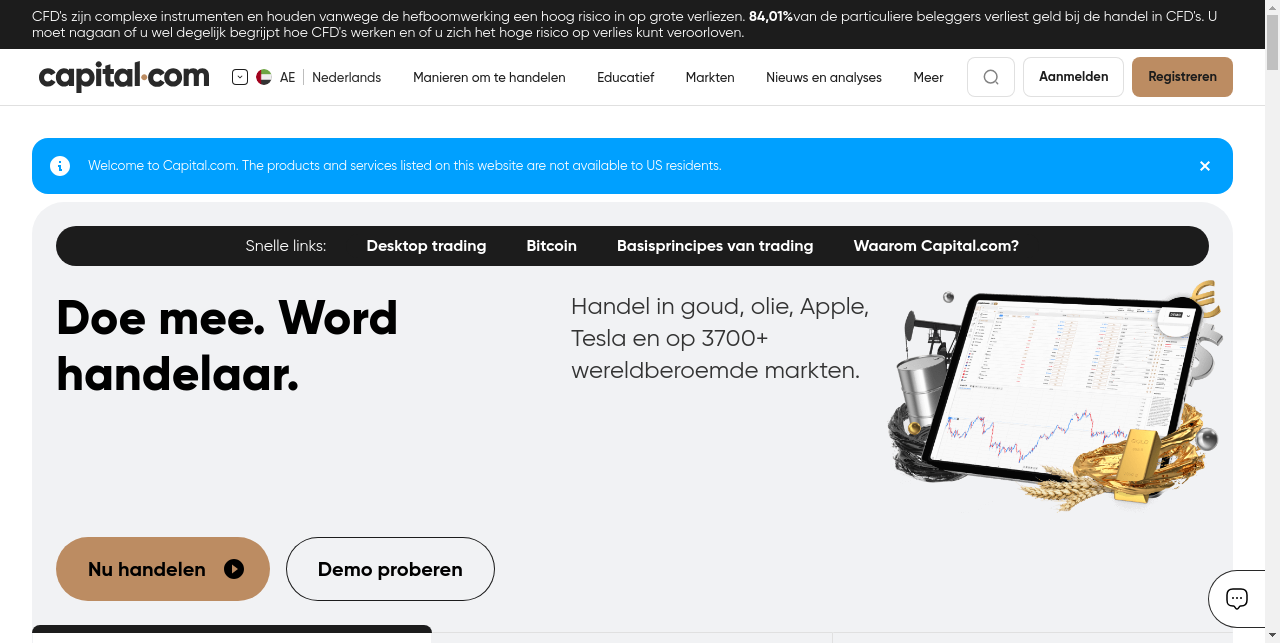 CFD's zijn complexe instrumenten en houden vanwege de hefboomwerking een hoog risico in op grote verliezen. 84,01%van de particuliere beleggers verliest geld bij de handel in CFD's. U
moet nagaan of u wel degelijk begrijpt hoe CFD's werken en of u zich het hoge risico op verlies kunt veroorloven.
capital.com AE Nederlands Manieren om te handelen Educatief Markten Nieuws en analyses Meer Aanmelden Registreren
Welcome to Capital.com. The products and services listed on this website are not available to US residents.
Snelle links: Desktop trading Bitcoin Basisprincipes van trading Waarom Capital.com?
Doe mee. Word
handelaar.
Handel in goud, olie, Apple,
Tesla en op 3700+
wereldberoemde markten.
Nu handelen Demo proberen